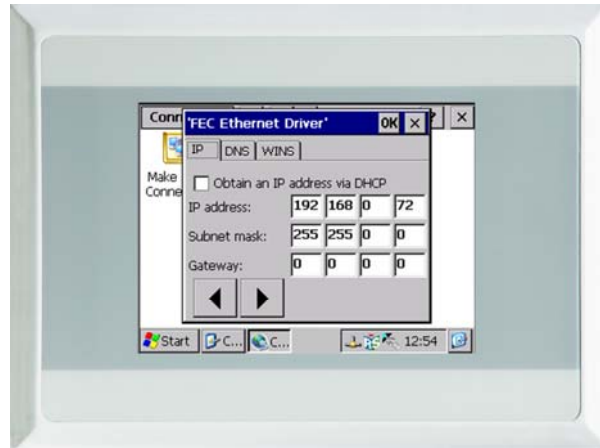 Conn ? ×
'FEC Ethernet Driver' OK ×
IP DNS WINS
Make
Conne
Obtain an IP address via DHCP
IP address: 192 168 0 72
Subnet mask: 255 255 0 0
Gateway: 0 0 0 0
Start C... C... 12:54